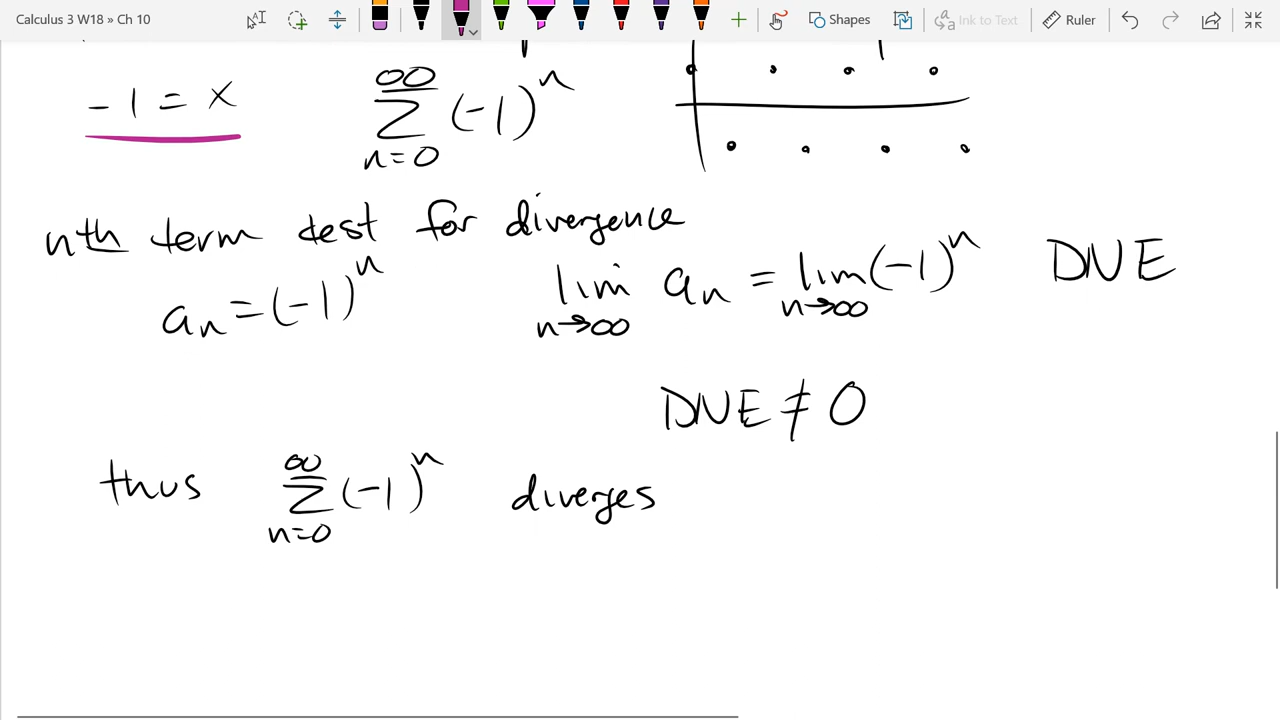 Calculus 3 W18 » Ch 10 Shapes Ink to Text Ruler
-1 = x ∞∑n=0 (-1)^n
nth term test for divergence
a_n = (-1)^n lim n→∞ a_n = lim n→∞ (-1)^n DNE
DNE ≠ 0
thus ∞∑n=0 (-1)^n diverges